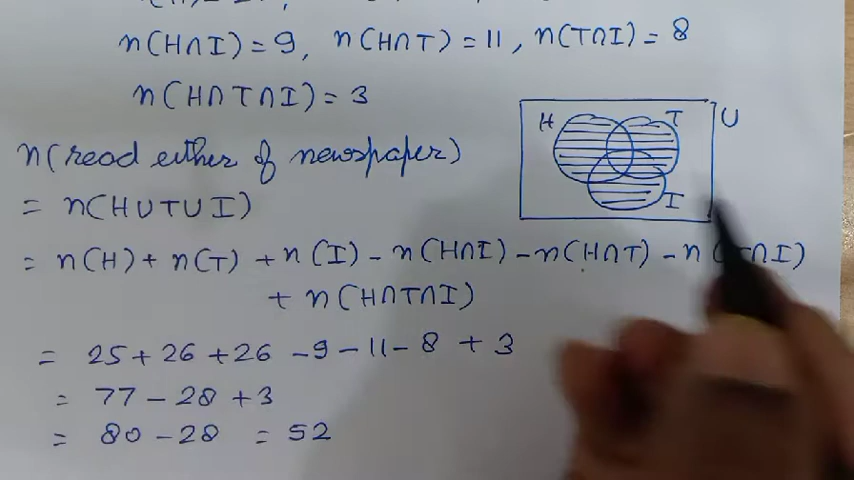 n(H∩I) = 9, n(H∩T) = 11, n(T∩I) = 8
n(H∩T∩I) = 3
H T U
I
n(read either of newspaper)
= n(H∪T∪I)
= n(H) + n(T) + n(I) - n(H∩I) - n(H∩T) - n(T∩I)
+ n(H∩T∩I)
= 25 + 26 + 26 - 9 - 11 - 8 + 3
= 77 - 28 + 3
= 80 - 28 = 52